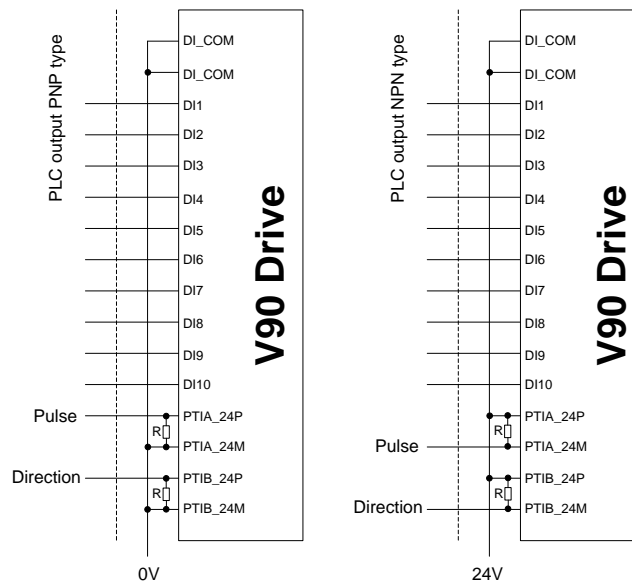 PLC output PNP type
DI_COM
DI_COM
DI1
DI2
DI3
DI4
DI5
DI6
DI7
DI8
DI9
DI10
Pulse
PTIA_24P
R
PTIA_24M
Direction
PTIB_24P
R
PTIB_24M
V90 Drive
0V
PLC output NPN type
DI_COM
DI_COM
DI1
DI2
DI3
DI4
DI5
DI6
DI7
DI8
DI9
DI10
PTIA_24P
R
Pulse
PTIA_24M
PTIB_24P
R
Direction
PTIB_24M
V90 Drive
24V